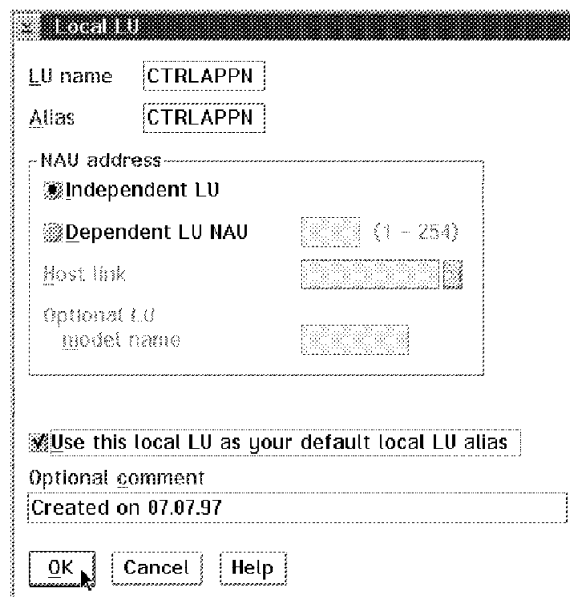 Local LU
LU name CTRLAPPN
Alias CTRLAPPN
NAU address
Independent LU
Dependent LU NAU (1 - 254)
Host link
Optional LU
model name
Use this local LU as your default local LU alias
Optional comment
Created on 07.07.97
OK Cancel Help